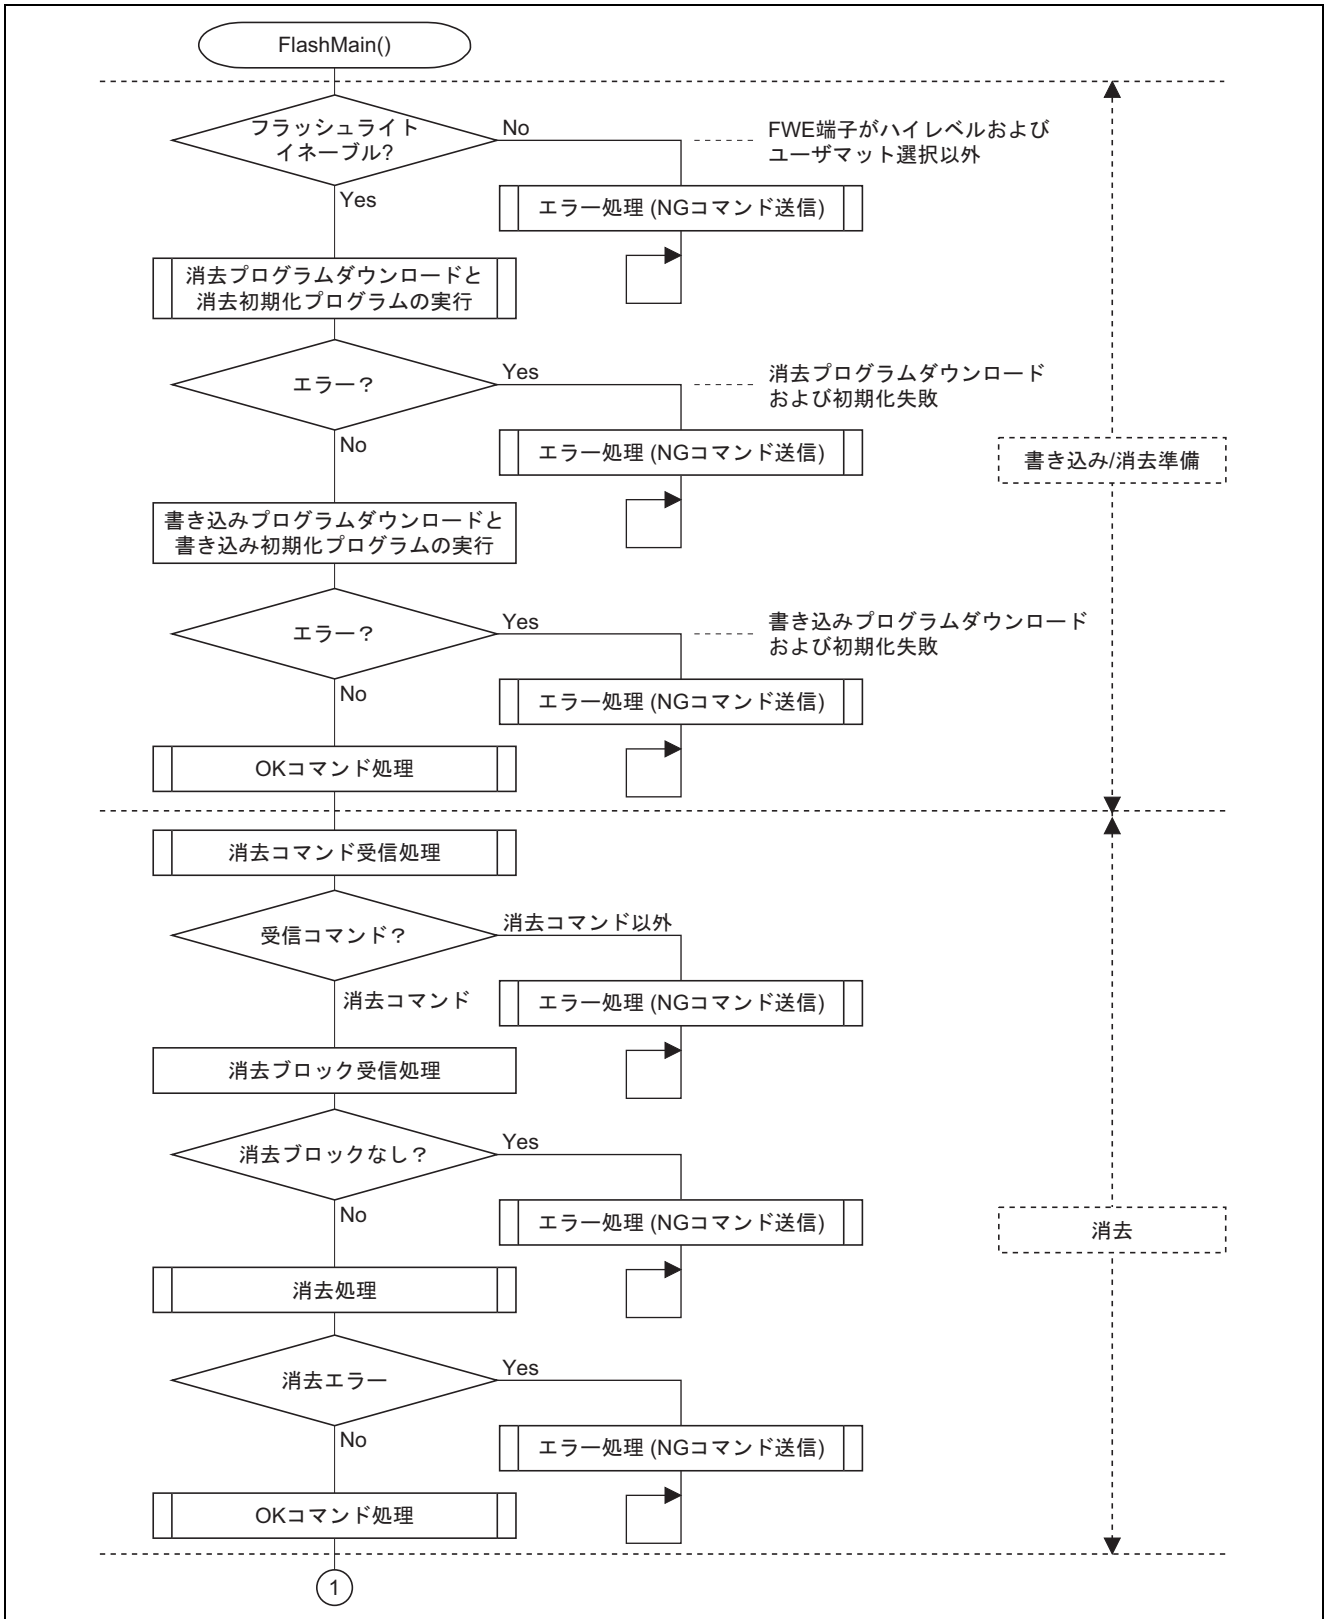 FlashMain()
フラッシュライト
イネーブル?
No
FWE端子がハイレベルおよび
ユーザマット選択以外
Yes
エラー処理 (NGコマンド送信)
消去プログラムダウンロードと
消去初期化プログラムの実行
エラー？
Yes
消去プログラムダウンロード
および初期化失敗
No
エラー処理 (NGコマンド送信)
書き込み/消去準備
書き込みプログラムダウンロードと
書き込み初期化プログラムの実行
エラー？
Yes
書き込みプログラムダウンロード
および初期化失敗
No
エラー処理 (NGコマンド送信)
OKコマンド処理
消去コマンド受信処理
受信コマンド？
消去コマンド以外
消去コマンド
エラー処理 (NGコマンド送信)
消去ブロック受信処理
消去ブロックなし？
Yes
No
エラー処理 (NGコマンド送信)
消去
消去処理
消去エラー
Yes
No
エラー処理 (NGコマンド送信)
OKコマンド処理
1